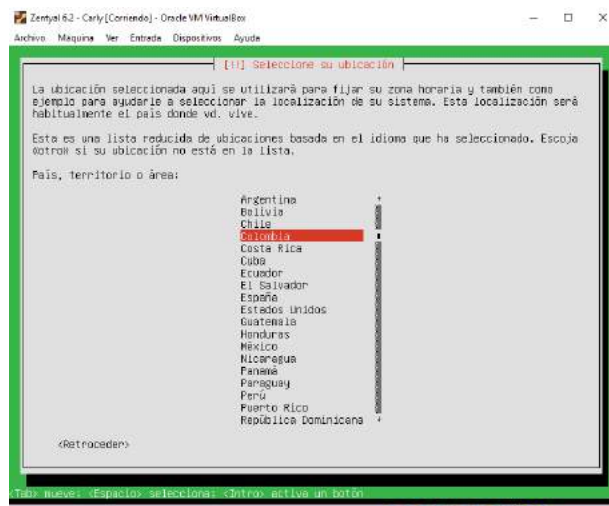 Zentyal 6.2 - Carly [Corriendo] - Oracle VM VirtualBox
Archivo Máquina Ver Entrada Dispositivos Ayuda
[!!] Seleccione su ubicación
La ubicación seleccionada aquí se utilizará para fijar su zona horaria y también como
ejemplo para ayudarle a seleccionar la localización de su sistema. Esta localización será
habitualmente el país donde vd. vive.
Esta es una lista reducida de ubicaciones basada en el idioma que ha seleccionado. Escoja
«otro» si su ubicación no está en la lista.
País, territorio o área:
Argentina
Bolivia
Chile
Colombia
Costa Rica
Cuba
Ecuador
El Salvador
España
Estados Unidos
Guatemala
Honduras
México
Nicaragua
Panamá
Paraguay
Perú
Puerto Rico
República Dominicana
<Retroceder>
<Tab> mueve; <Espacio> selecciona; <Intro> activa un botón